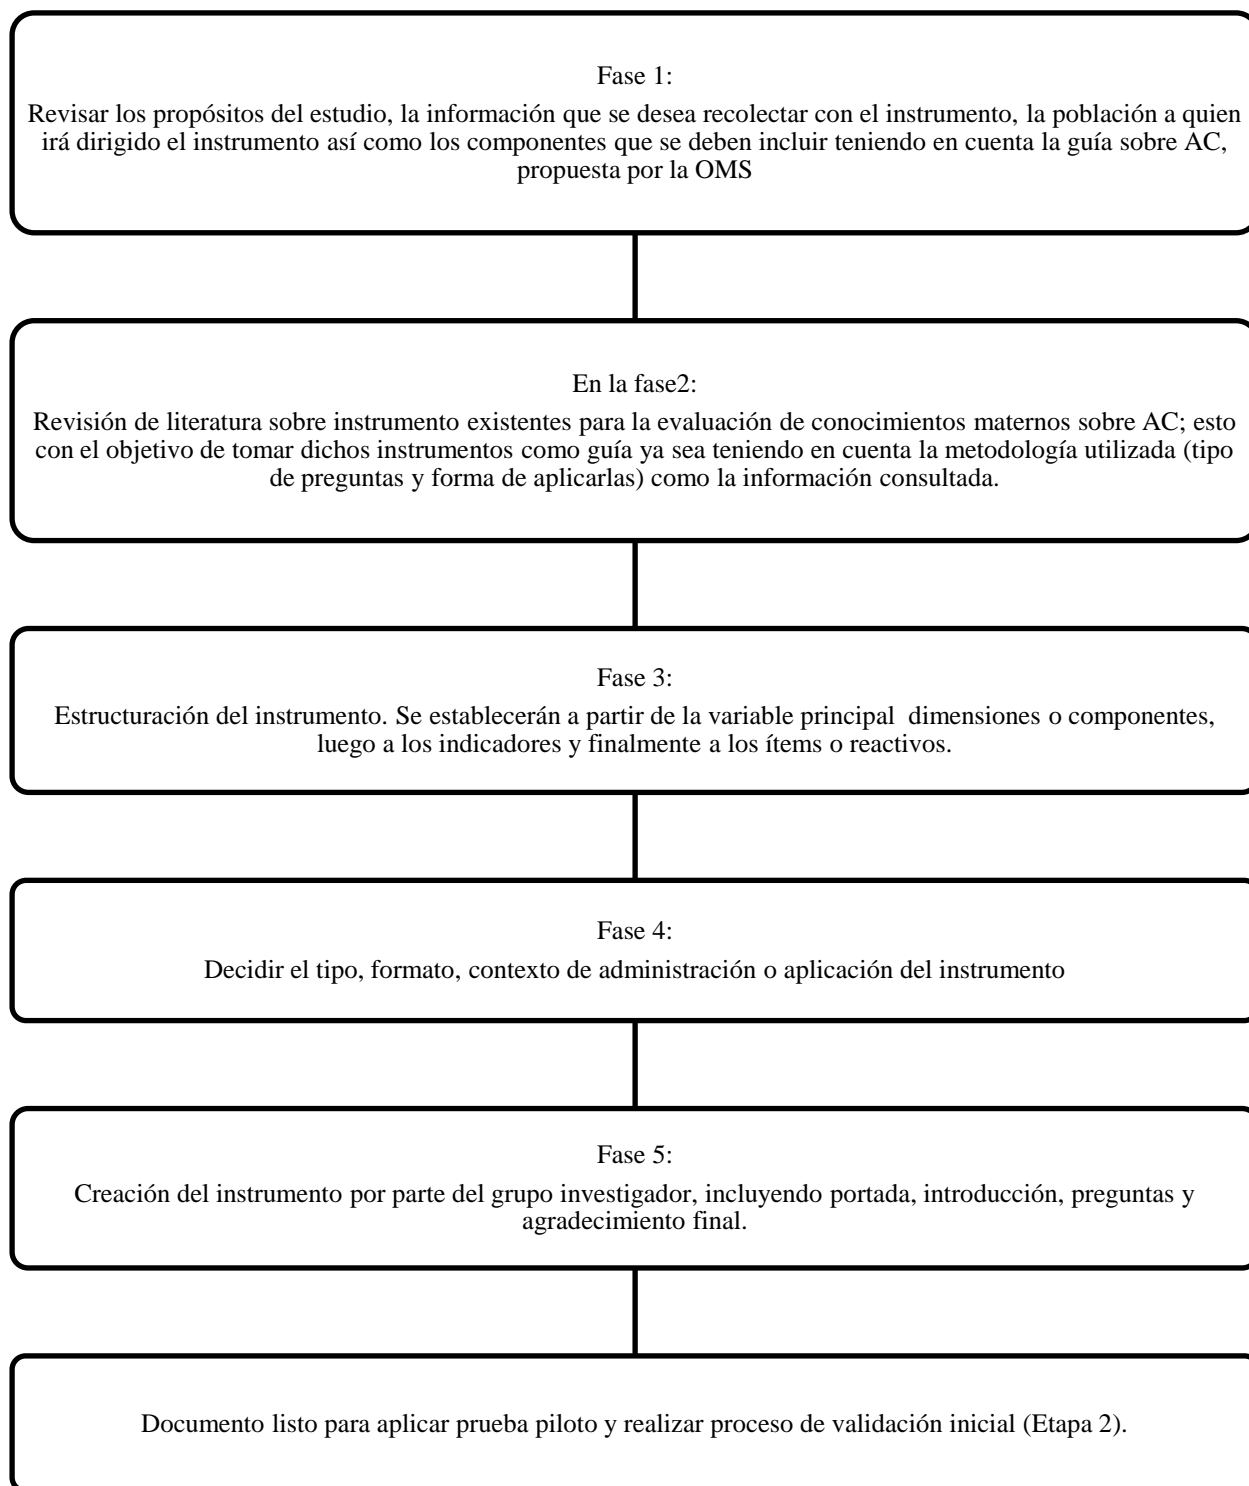 Fase 1:
Revisar los propósitos del estudio, la información que se desea recolectar con el instrumento, la población a quien
irá dirigido el instrumento así como los componentes que se deben incluir teniendo en cuenta la guía sobre AC,
propuesta por la OMS
En la fase2:
Revisión de literatura sobre instrumento existentes para la evaluación de conocimientos maternos sobre AC; esto
con el objetivo de tomar dichos instrumentos como guía ya sea teniendo en cuenta la metodología utilizada (tipo
de preguntas y forma de aplicarlas) como la información consultada.
Fase 3:
Estructuración del instrumento. Se establecerán a partir de la variable principal  dimensiones o componentes,
luego a los indicadores y finalmente a los ítems o reactivos.
Fase 4:
Decidir el tipo, formato, contexto de administración o aplicación del instrumento
Fase 5:
Creación del instrumento por parte del grupo investigador, incluyendo portada, introducción, preguntas y
agradecimiento final.
Documento listo para aplicar prueba piloto y realizar proceso de validación inicial (Etapa 2).